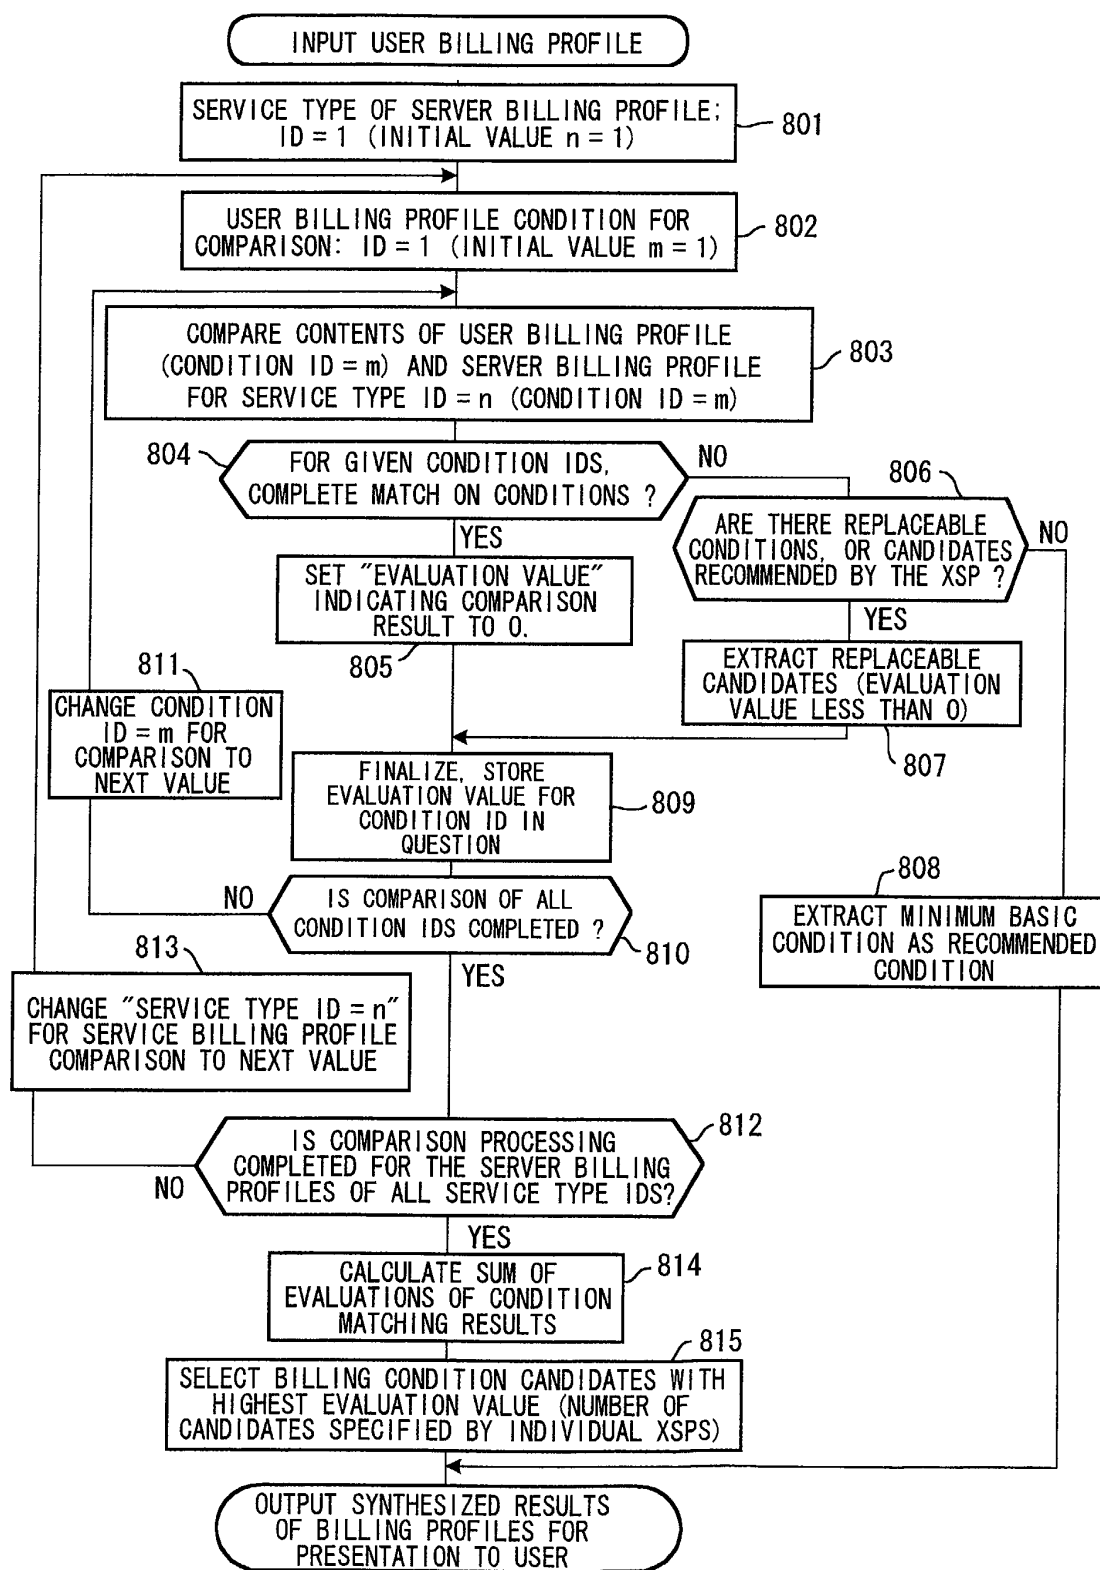 INPUT USER BILLING PROFILE
SERVICE TYPE OF SERVER BILLING PROFILE;
ID = 1 (INITIAL VALUE n = 1)
801
USER BILLING PROFILE CONDITION FOR
COMPARISON: ID = 1 (INITIAL VALUE m = 1)
802
COMPARE CONTENTS OF USER BILLING PROFILE
(CONDITION ID = m) AND SERVER BILLING PROFILE
FOR SERVICE TYPE ID = n (CONDITION ID = m)
803
804
FOR GIVEN CONDITION IDS,
COMPLETE MATCH ON CONDITIONS ?
NO
YES
806
ARE THERE REPLACEABLE
CONDITIONS, OR CANDIDATES
RECOMMENDED BY THE XSP ?
NO
YES
SET "EVALUATION VALUE"
INDICATING COMPARISON
RESULT TO 0.
805
EXTRACT REPLACEABLE
CANDIDATES (EVALUATION
VALUE LESS THAN 0)
807
811
CHANGE CONDITION
ID = m FOR
COMPARISON TO
NEXT VALUE
FINALIZE, STORE
EVALUATION VALUE FOR
CONDITION ID IN
QUESTION
809
808
EXTRACT MINIMUM BASIC
CONDITION AS RECOMMENDED
CONDITION
NO
IS COMPARISON OF ALL
CONDITION IDS COMPLETED ?
810
YES
813
CHANGE "SERVICE TYPE ID = n"
FOR SERVICE BILLING PROFILE
COMPARISON TO NEXT VALUE
IS COMPARISON PROCESSING
COMPLETED FOR THE SERVER BILLING
PROFILES OF ALL SERVICE TYPE IDS?
812
NO
YES
CALCULATE SUM OF
EVALUATIONS OF CONDITION
MATCHING RESULTS
814
815
SELECT BILLING CONDITION CANDIDATES WITH
HIGHEST EVALUATION VALUE (NUMBER OF
CANDIDATES SPECIFIED BY INDIVIDUAL XSPS)
OUTPUT SYNTHESIZED RESULTS
OF BILLING PROFILES FOR
PRESENTATION TO USER